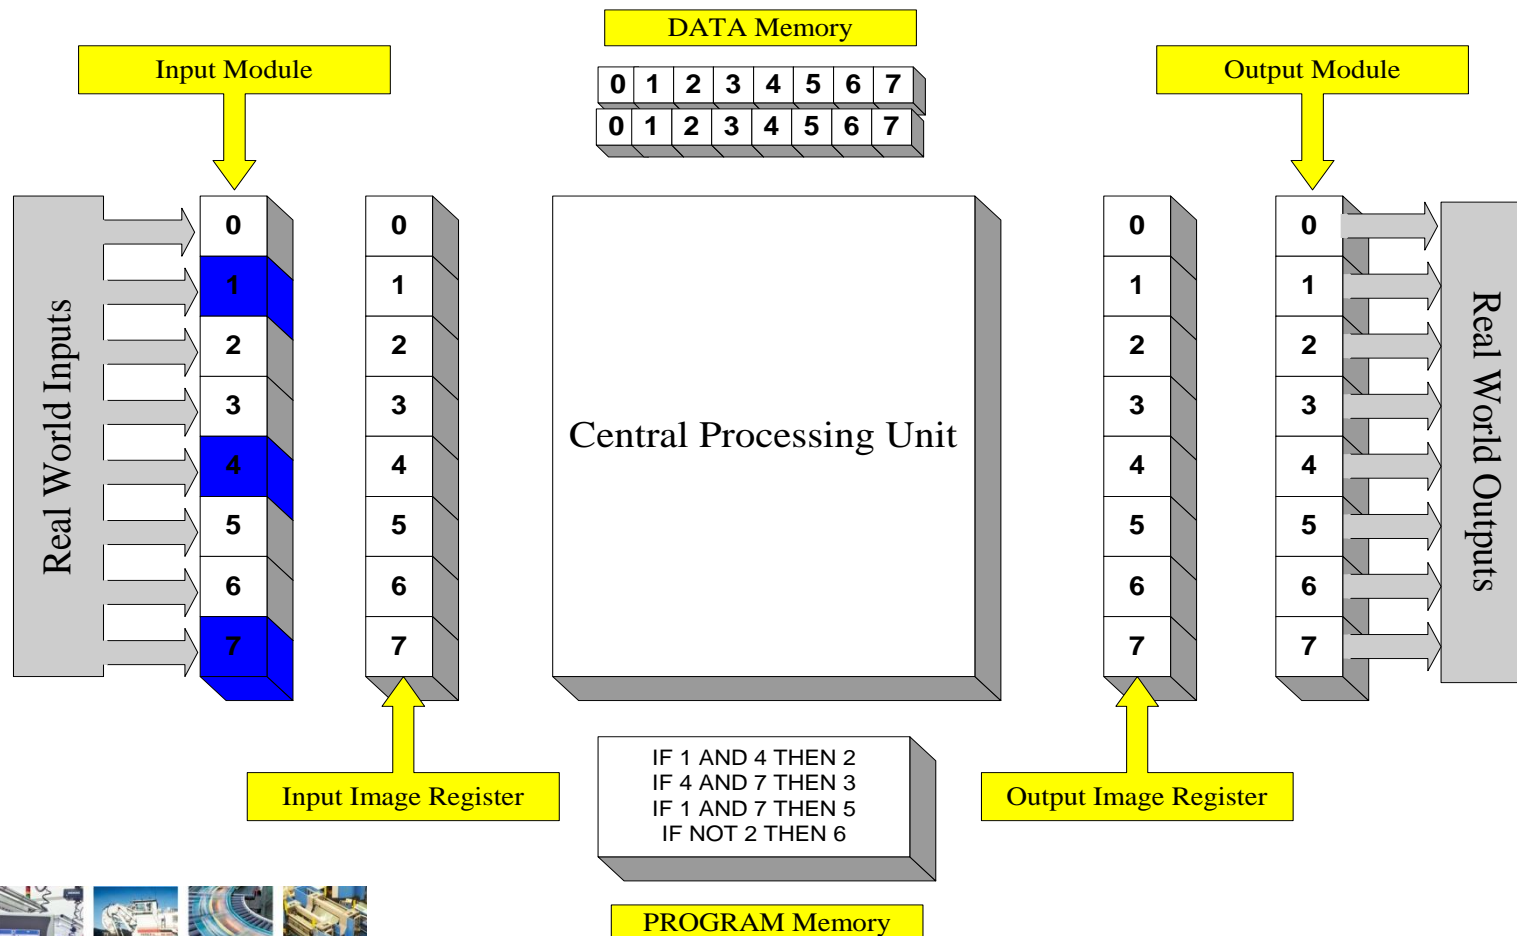 DATA Memory
Input Module
Output Module
0 1 2 3 4 5 6 7
0 1 2 3 4 5 6 7
Real World Inputs
0
1
2
3
4
5
6
7
0
1
2
3
4
5
6
7
Central Processing Unit
0
1
2
3
4
5
6
7
0
1
2
3
4
5
6
7
Real World Outputs
Input Image Register
IF 1 AND 4 THEN 2
IF 4 AND 7 THEN 3
IF 1 AND 7 THEN 5
IF NOT 2 THEN 6
Output Image Register
PROGRAM Memory